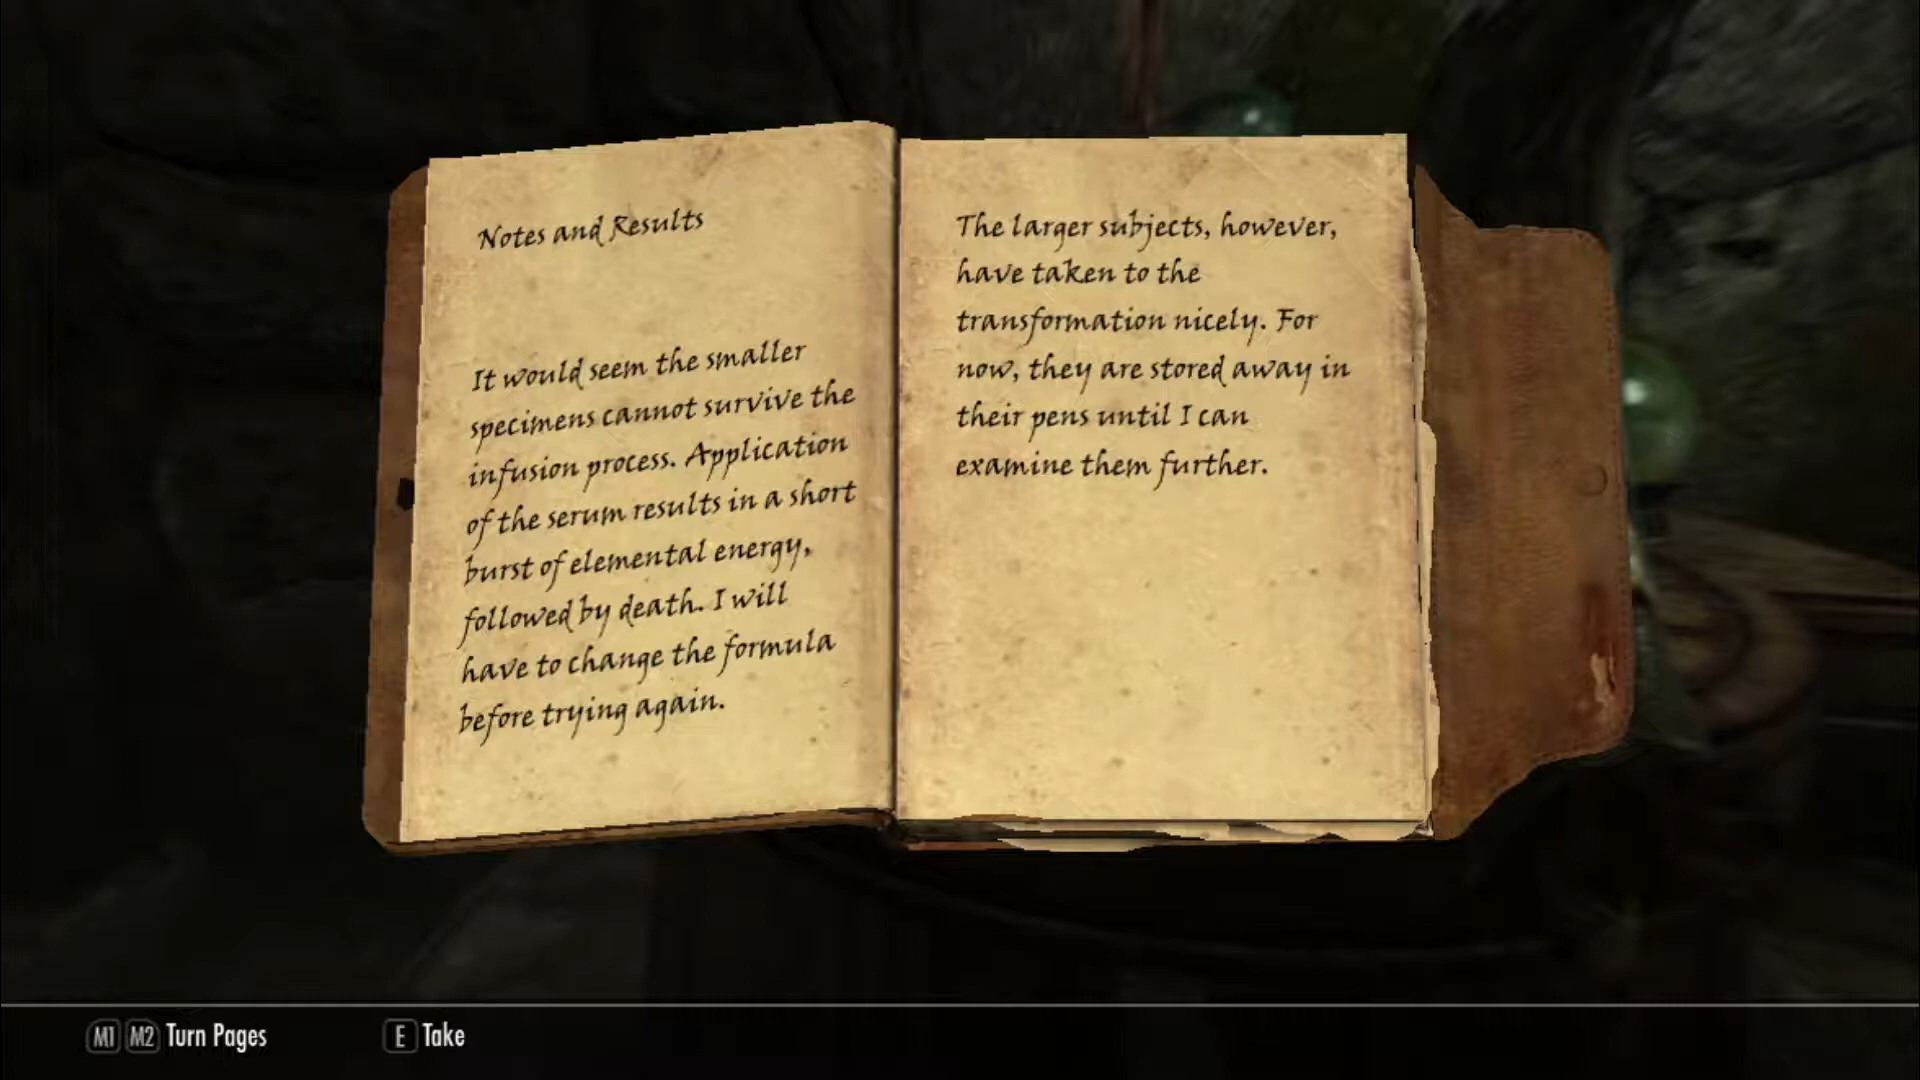 Notes and Results
It would seem the smaller
specimens cannot survive the
infusion process. Application
of the serum results in a short
burst of elemental energy,
followed by death. I will
have to change the formula
before trying again.
The larger subjects, however,
have taken to the
transformation nicely. For
now, they are stored away in
their pens until I can
examine them further.
M1 M2 Turn Pages
E Take